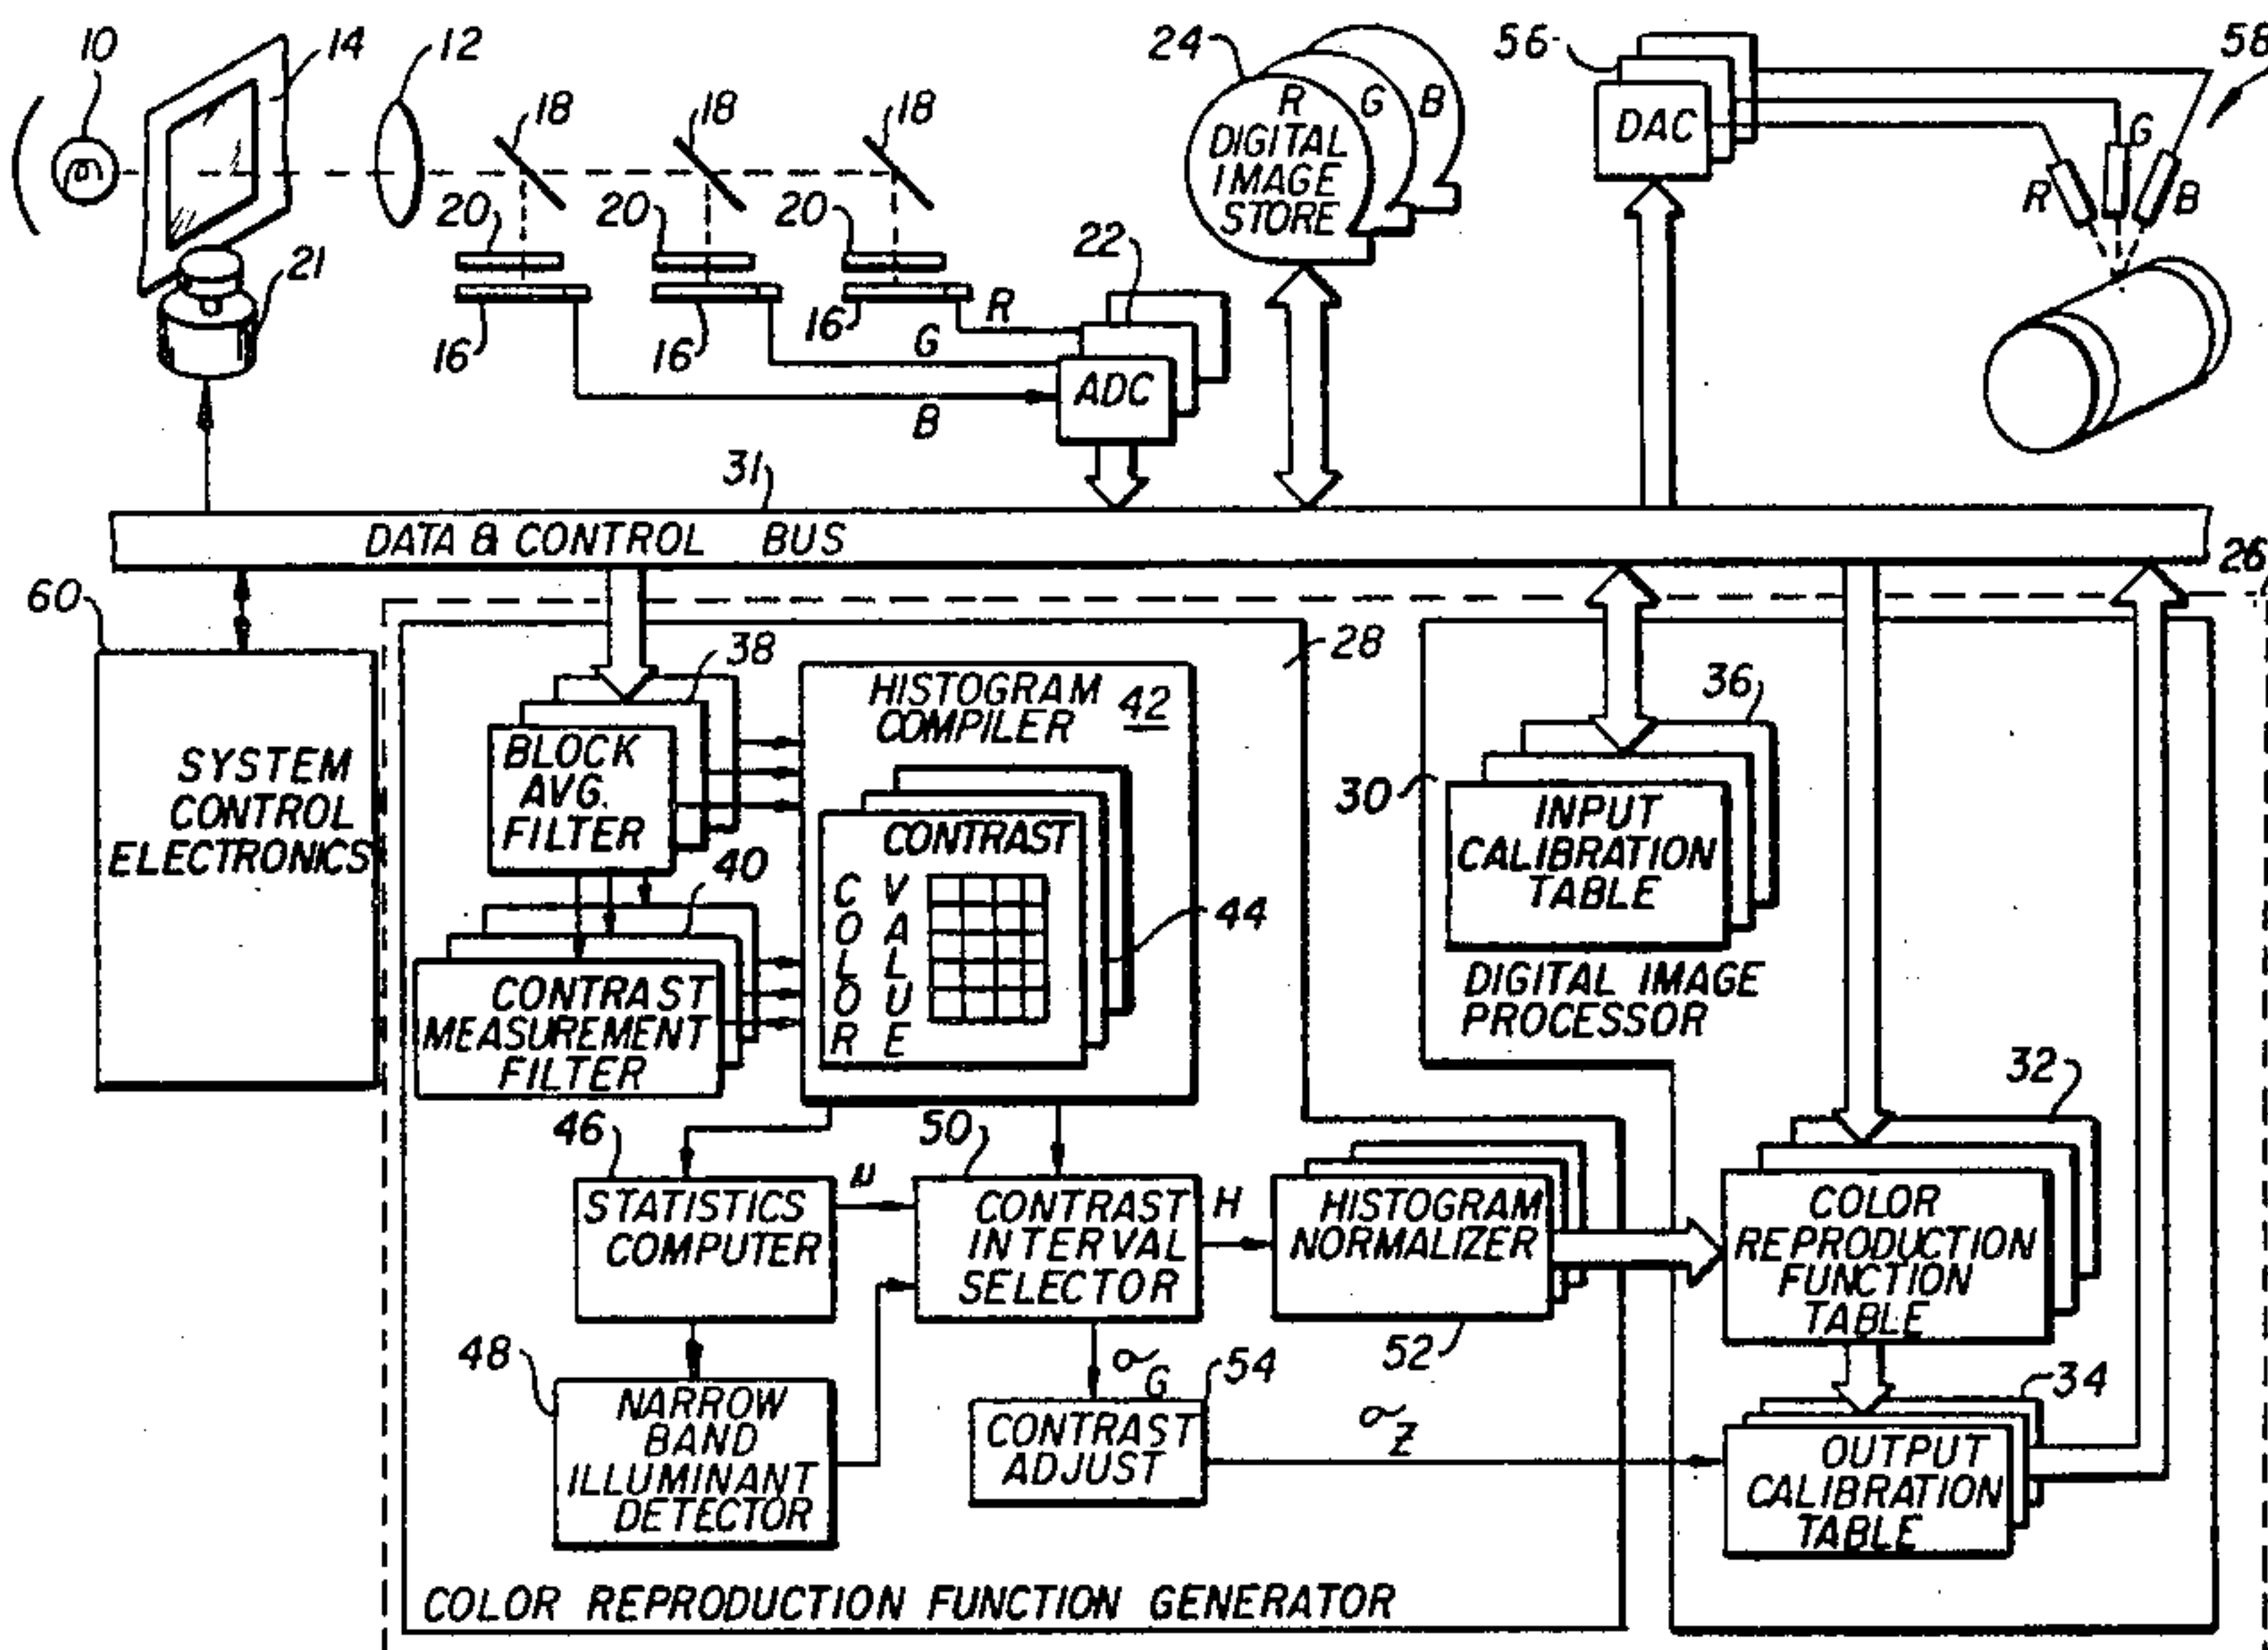 10
14
12
18
18
18
24
R
G
B
DIGITAL
IMAGE
STORE
56
DAC
58
R
G
B
20
20
20
21
16
16
16
22
R
G
B
ADC
31
DATA & CONTROL BUS
26
60
SYSTEM
CONTROL
ELECTRONICS
28
38
BLOCK
AVG.
FILTER
40
CONTRAST
MEASUREMENT
FILTER
HISTOGRAM
COMPILER 42
CONTRAST
COLOR
VALUE
44
30
36
INPUT
CALIBRATION
TABLE
DIGITAL IMAGE
PROCESSOR
32
COLOR
REPRODUCTION
FUNCTION
TABLE
34
OUTPUT
CALIBRATION
TABLE
46
STATISTICS
COMPUTER
50
CONTRAST
INTERVAL
SELECTOR
H
HISTOGRAM
NORMALIZER
52
48
NARROW
BAND
ILLUMINANT
DETECTOR
σG
54
CONTRAST
ADJUST
σZ
COLOR REPRODUCTION FUNCTION GENERATOR